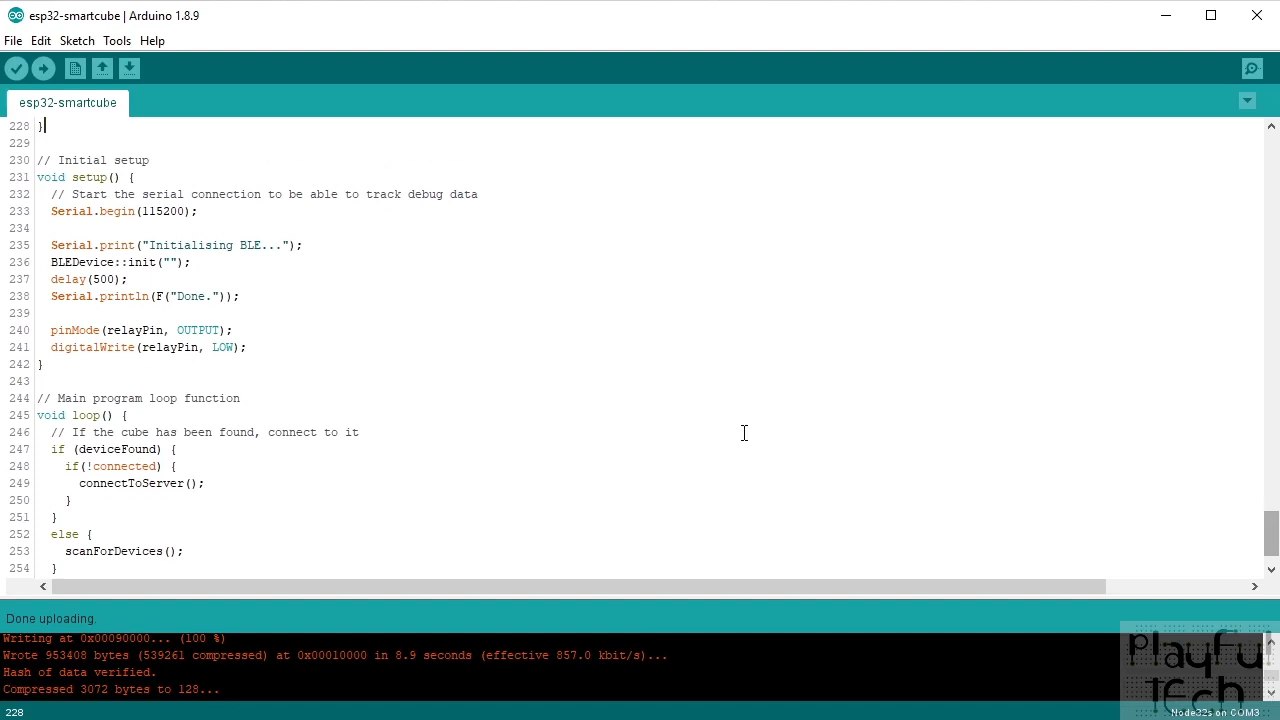 esp32-smartcube | Arduino 1.8.9
File Edit Sketch Tools Help
esp32-smartcube
228 }
229
230 // Initial setup
231 void setup() {
232   // Start the serial connection to be able to track debug data
233   Serial.begin(115200);
234
235   Serial.print("Initialising BLE...");
236   BLEDevice::init("");
237   delay(500);
238   Serial.println(F("Done."));
239
240   pinMode(relayPin, OUTPUT);
241   digitalWrite(relayPin, LOW);
242 }
243
244 // Main program loop function
245 void loop() {
246   // If the cube has been found, connect to it
247   if (deviceFound) {
248     if(!connected) {
249       connectToServer();
250     }
251   }
252   else {
253     scanForDevices();
254   }
Done uploading.
Writing at 0x00090000... (100 %)
Wrote 953408 bytes (539261 compressed) at 0x00010000 in 8.9 seconds (effective 857.0 kbit/s)...
Hash of data verified.
Compressed 3072 bytes to 128...
Playful
Tech
228
Node32s on COM3